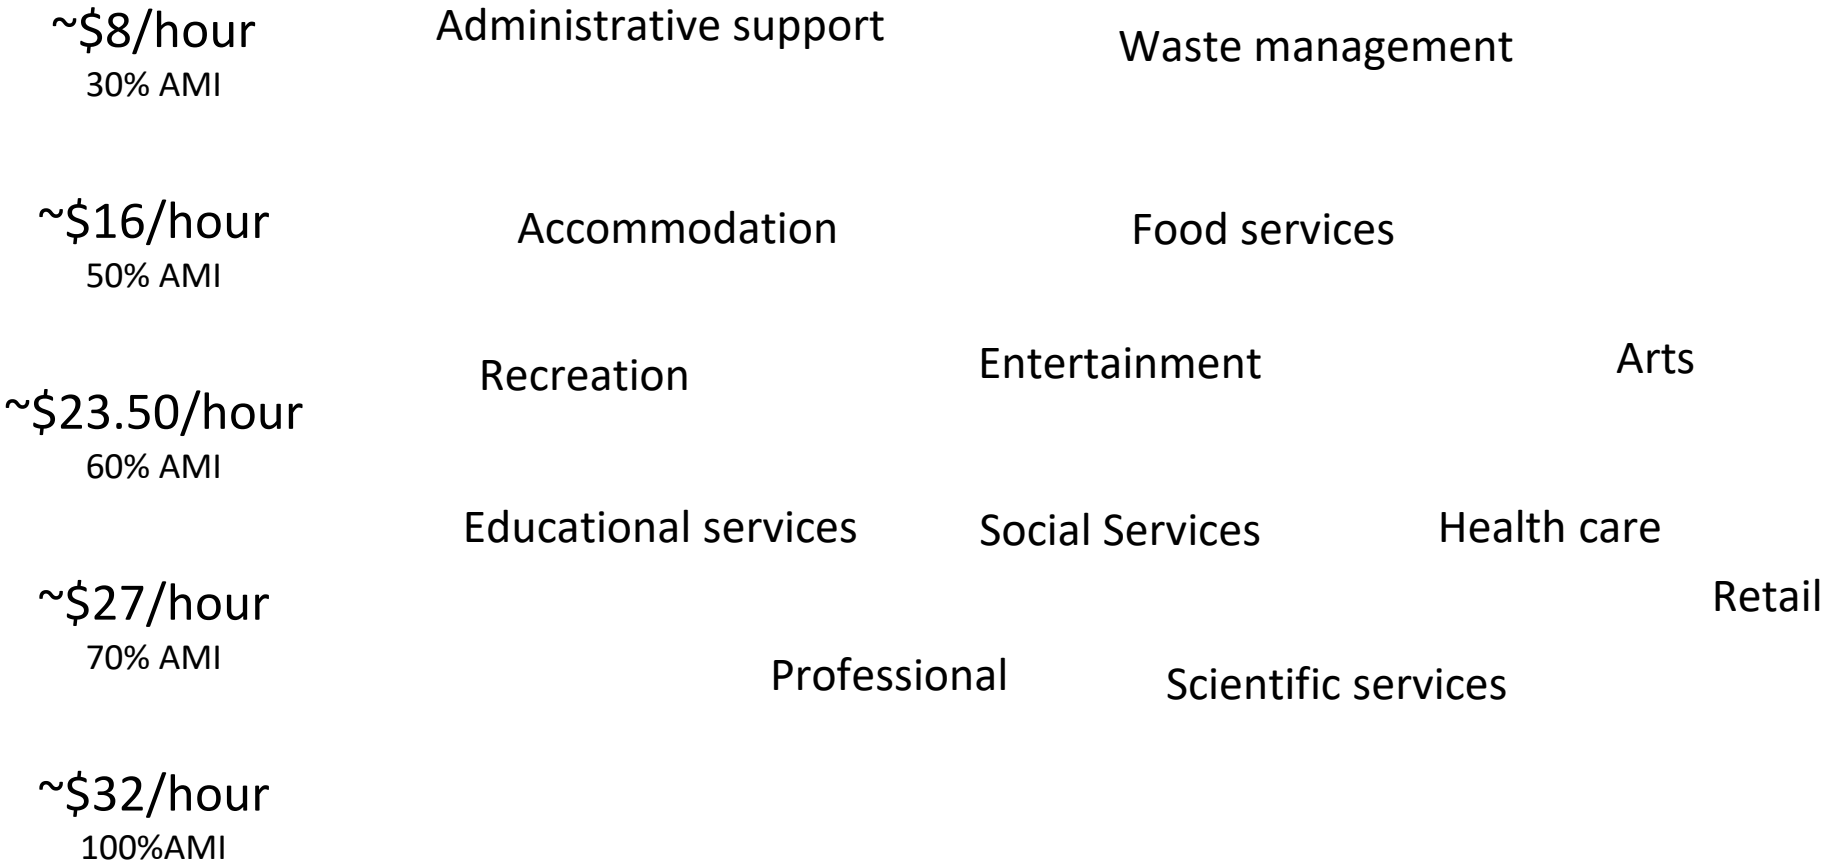 ~$8/hour
30% AMI
Administrative support
Waste management
~$16/hour
50% AMI
Accommodation
Food services
Recreation
Entertainment
Arts
~$23.50/hour
60% AMI
Educational services
Social Services
Health care
~$27/hour
70% AMI
Retail
Professional
Scientific services
~$32/hour
100%AMI